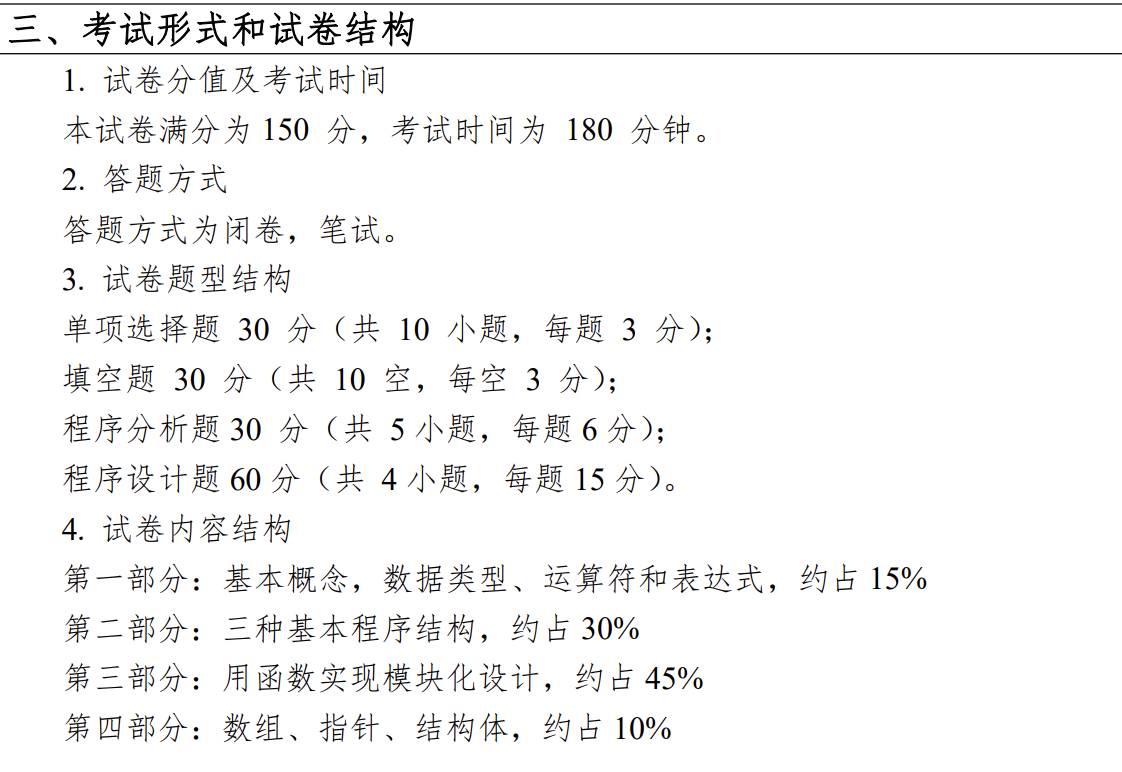 三、考试形式和试卷结构
1. 试卷分值及考试时间
本试卷满分为 150 分，考试时间为 180 分钟。
2. 答题方式
答题方式为闭卷，笔试。
3. 试卷题型结构
单项选择题 30 分（共 10 小题，每题 3 分）；
填空题 30 分（共 10 空，每空 3 分）；
程序分析题 30 分（共 5 小题，每题 6 分）；
程序设计题 60 分（共 4 小题，每题 15 分）。
4. 试卷内容结构
第一部分：基本概念，数据类型、运算符和表达式，约占 15%
第二部分：三种基本程序结构，约占 30%
第三部分：用函数实现模块化设计，约占 45%
第四部分：数组、指针、结构体，约占 10%